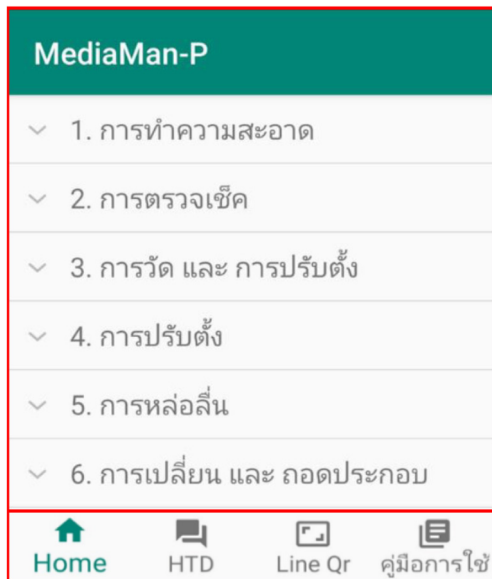 MediaMan-P
1. การทำความสะอาด
2. การตรวจเช็ค
3. การวัด และ การปรับตั้ง
4. การปรับตั้ง
5. การหล่อลื่น
6. การเปลี่ยน และ ถอดประกอบ
Home HTD Line Qr คู่มือการใช้